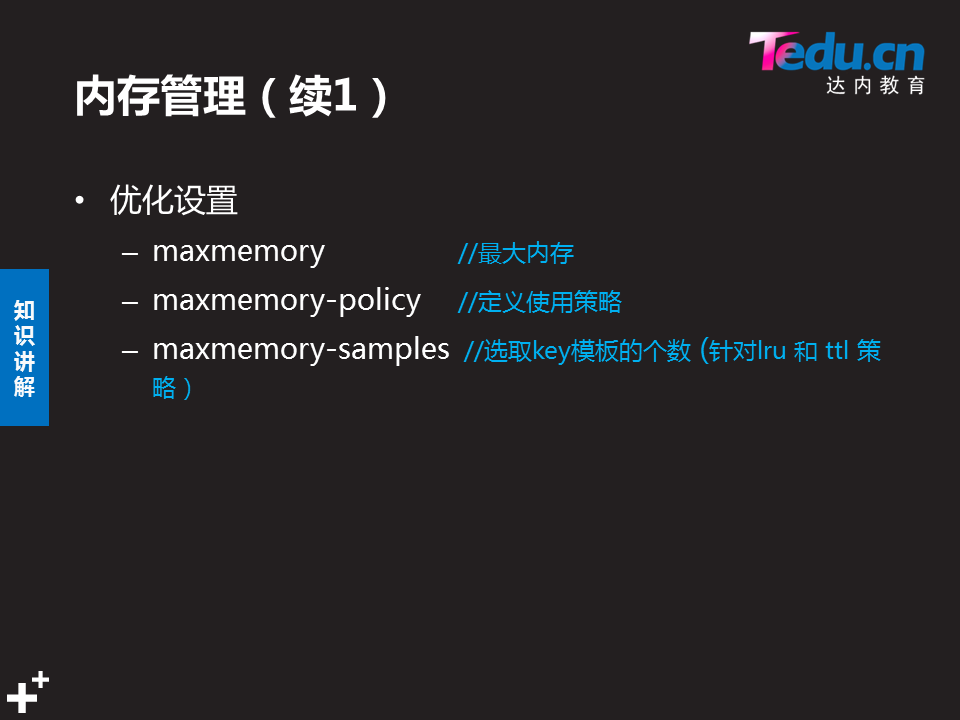 Tedu.cn
达内教育
内存管理（续1）
• 优化设置
– maxmemory //最大内存
– maxmemory-policy //定义使用策略
– maxmemory-samples //选取key模板的个数 (针对lru 和 ttl 策
略）
知
识
讲
解